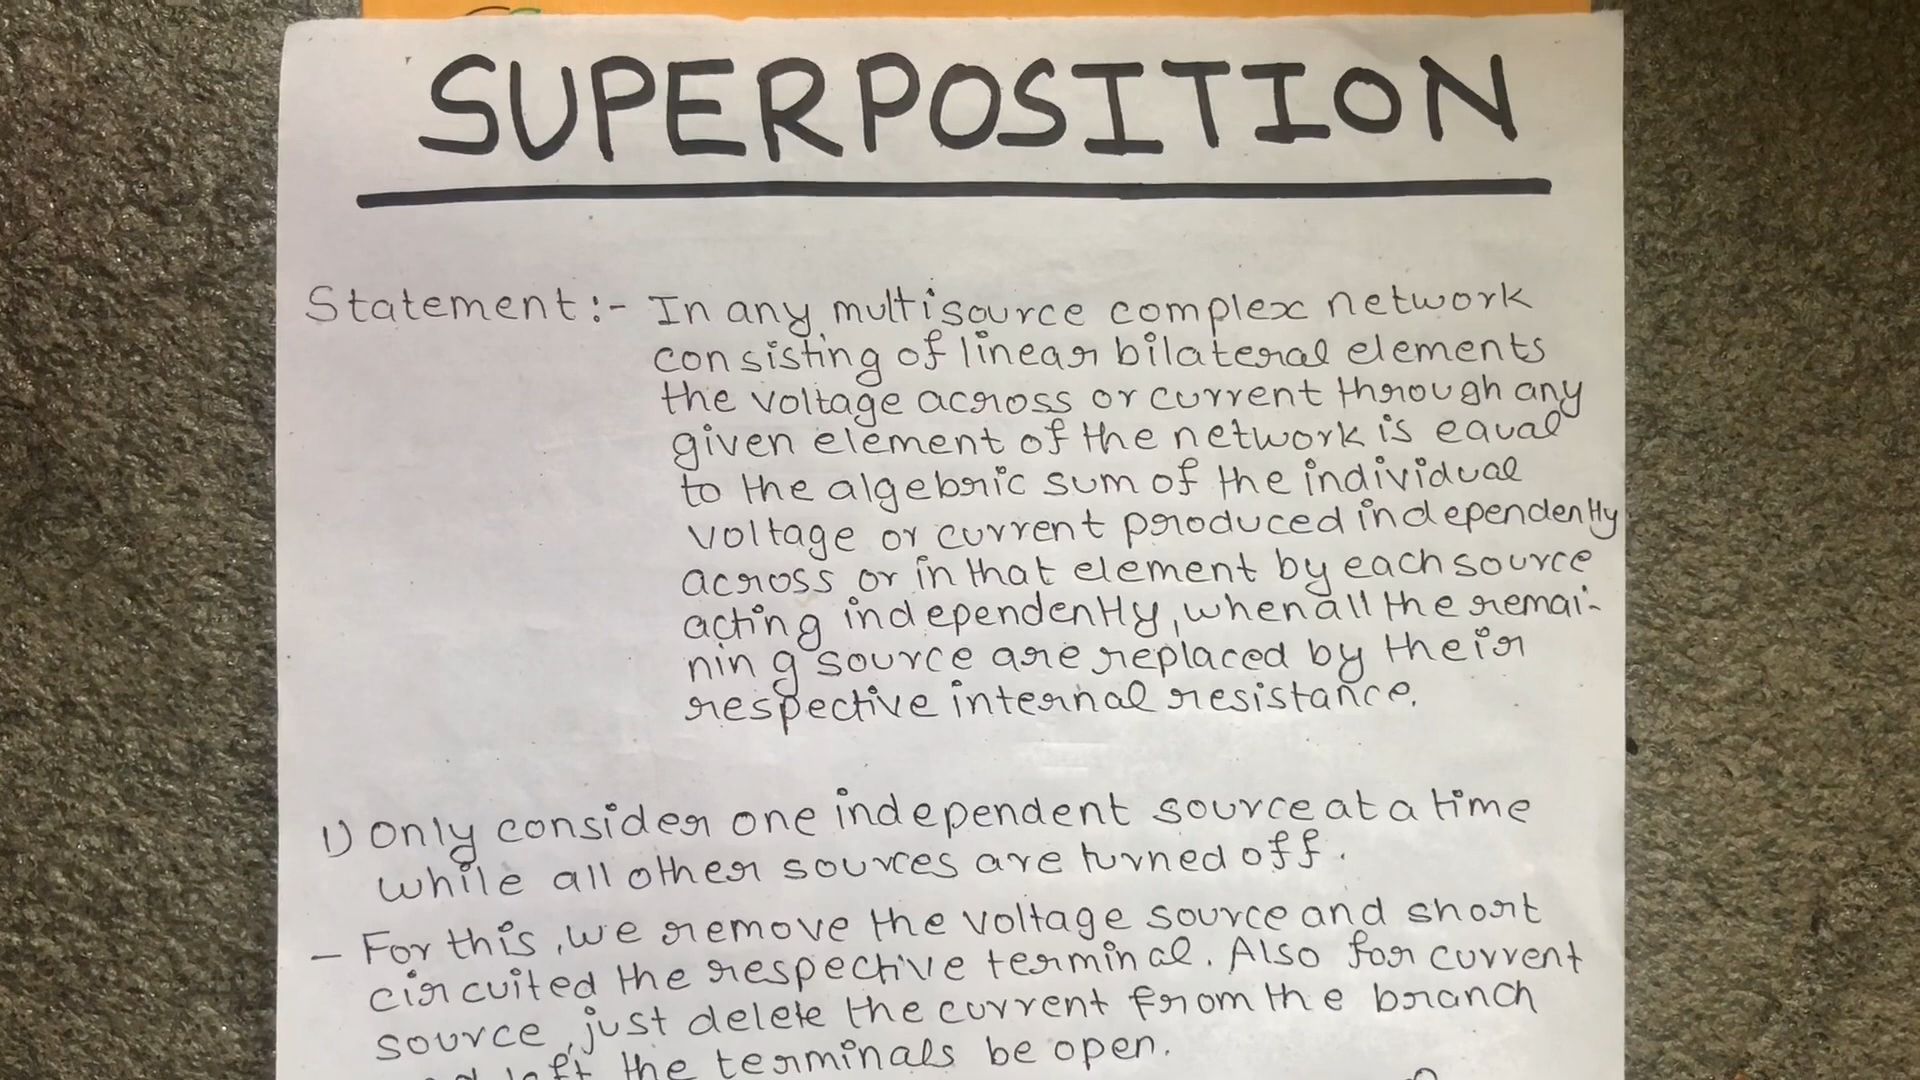 SUPERPOSITION
Statement:- In any multisource complex network
consisting of linear bilateral elements
the voltage across or current through any
given element of the network is eaual
to the algebric sum of the individual
voltage or current produced independently
across or in that element by each source
acting independently, when all the remai-
ning source are replaced by their
respective internal resistance.
1) Only consider one independent source at a time
while all other sources are turned off.
- For this, we remove the voltage source and short
circuited the respective terminal. Also for current
source, just delete the current from the branch
left the terminals be open.